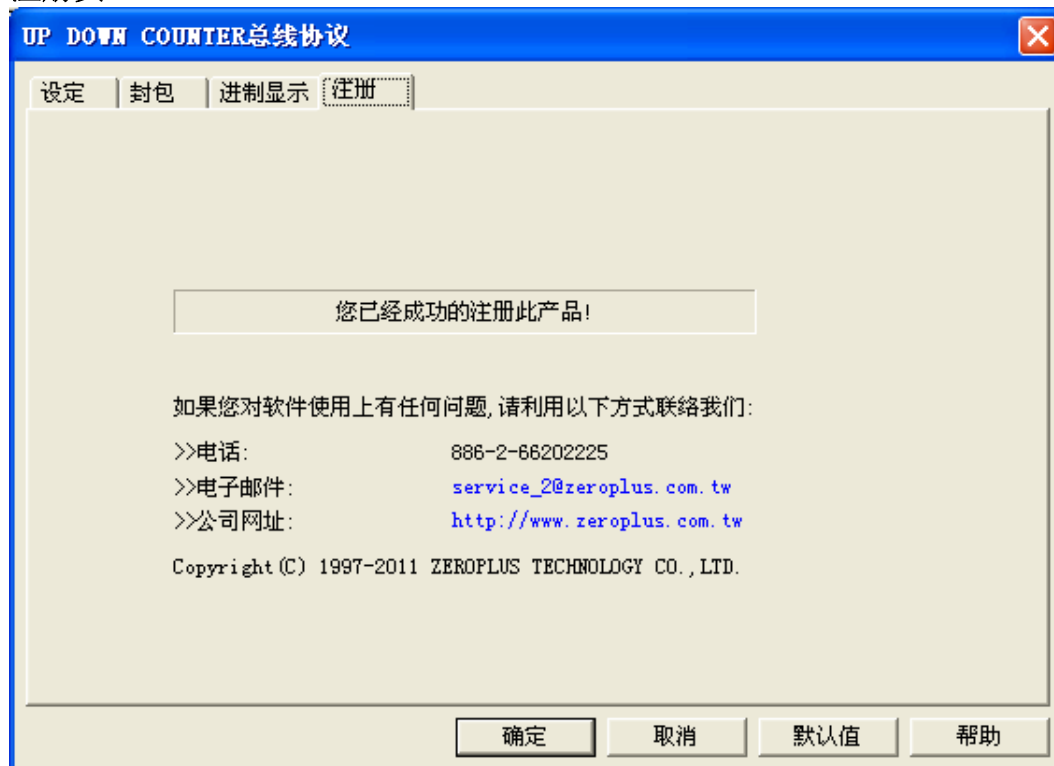 UP DOWN COUNTER总线协议
设定 封包 进制显示 注册
您已经成功的注册此产品!
如果您对软件使用上有任何问题,请利用以下方式联络我们:
>>电话: 886-2-66202225
>>电子邮件: service_2@zeroplus.com.tw
>>公司网址: http://www.zeroplus.com.tw
Copyright(C) 1997-2011 ZEROPLUS TECHNOLOGY CO.,LTD.
确定 取消 默认值 帮助